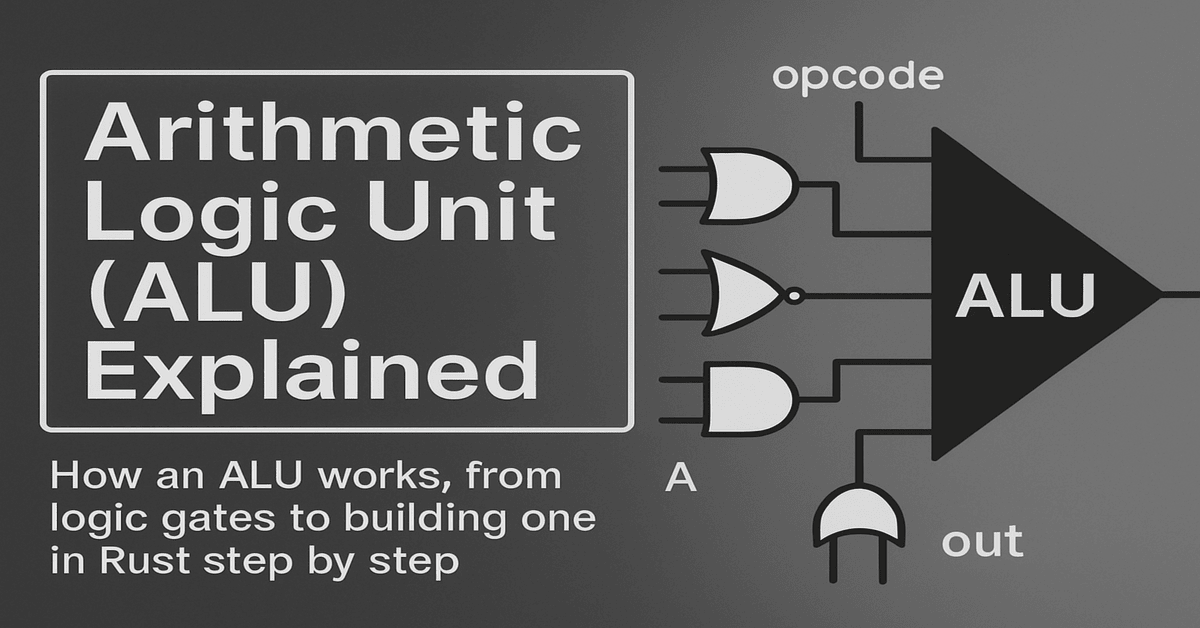 Arithmetic
Logic Unit
(ALU)
Explained
How an ALU works, from
logic gates to building one
in Rust step by step
opcode
ALU
A
out